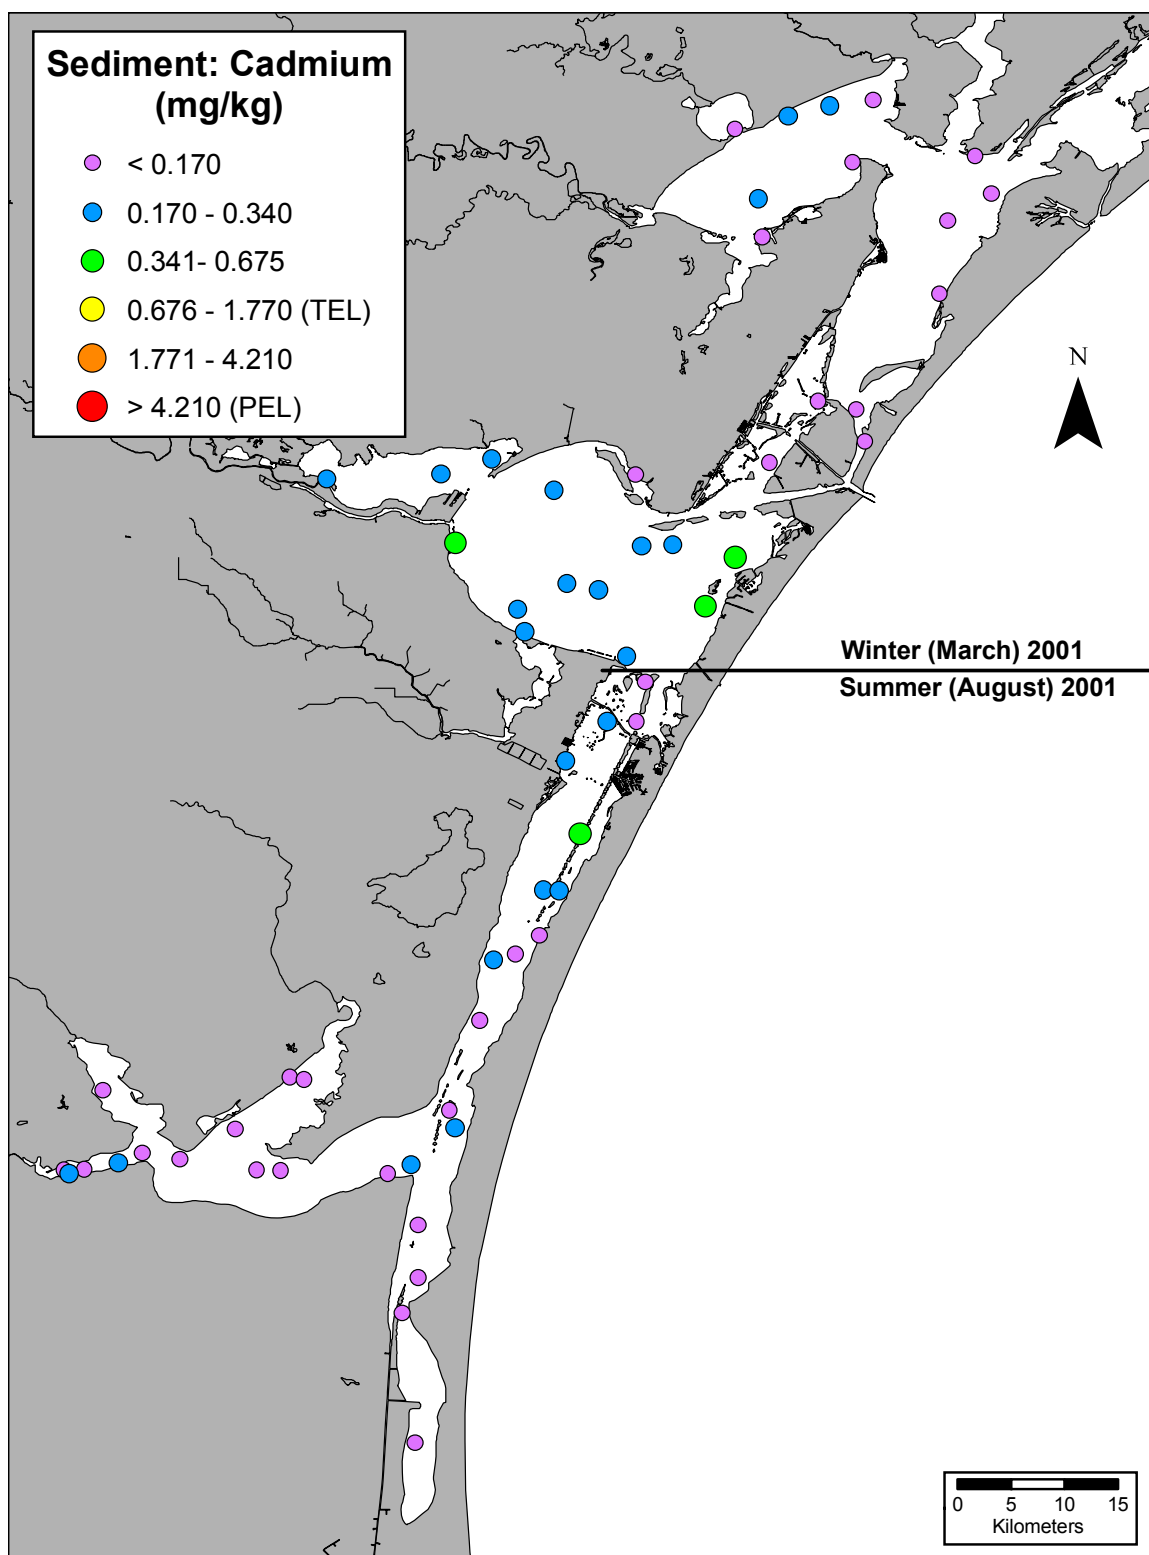 Sediment: Cadmium
(mg/kg)
< 0.170
0.170 - 0.340
0.341- 0.675
0.676 - 1.770 (TEL)
1.771 - 4.210
> 4.210 (PEL)
N
Winter (March) 2001
Summer (August) 2001
0 5 10 15
Kilometers